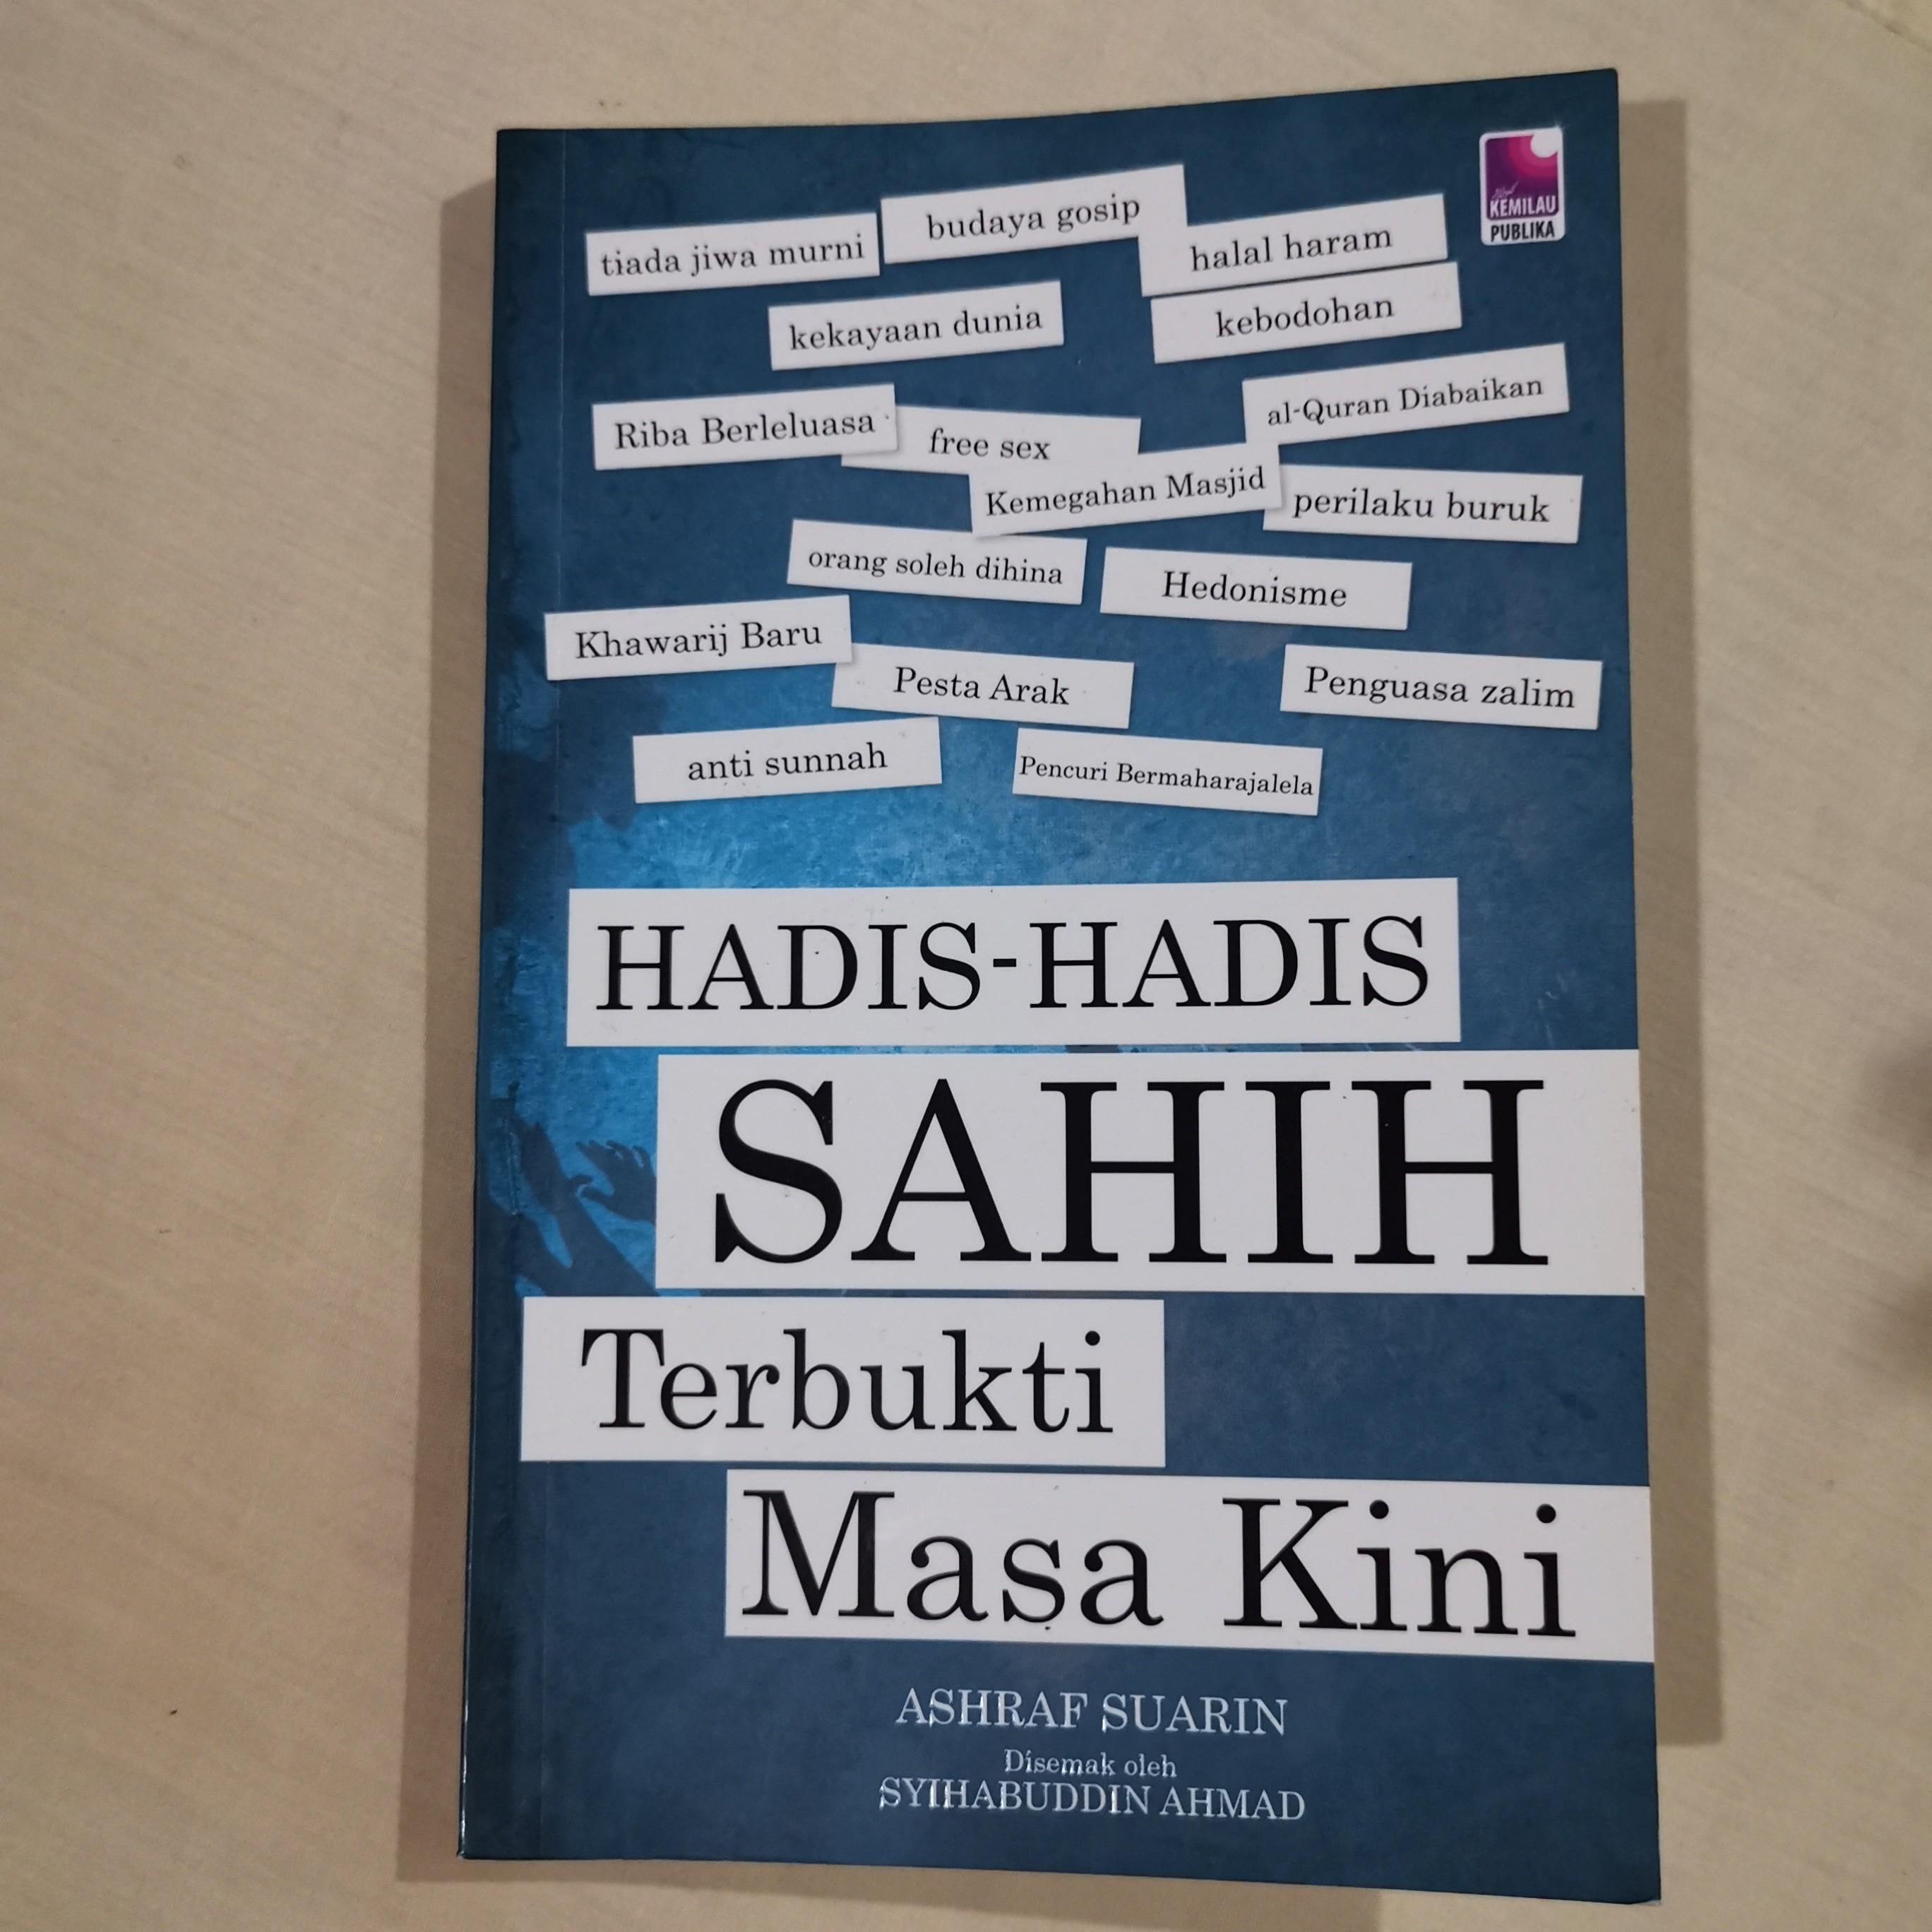 KEMILAU
PUBLIKA
tiada jiwa murni
budaya gosip
halal haram
kekayaan dunia
kebodohan
al-Quran Diabaikan
Riba Berleluasa
free sex
Kemegahan Masjid
perilaku buruk
orang soleh dihina
Hedonisme
Khawarij Baru
Pesta Arak
Penguasa zalim
anti sunnah
Pencuri Bermaharajalela
HADIS-HADIS
SAHIH
Terbukti
Masa Kini
ASHRAF SUARIN
Disemak oleh
SYIHABUDDIN AHMAD